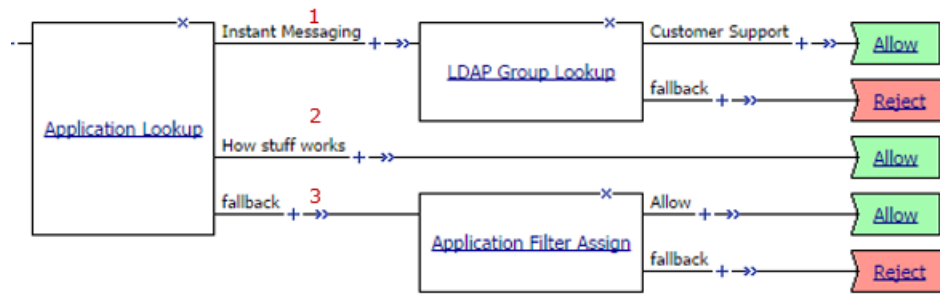 1
Instant Messaging
Customer Support
Allow
LDAP Group Lookup
fallback
Reject
Application Lookup
2
How stuff works
Allow
fallback
3
Allow
Allow
Application Filter Assign
fallback
Reject